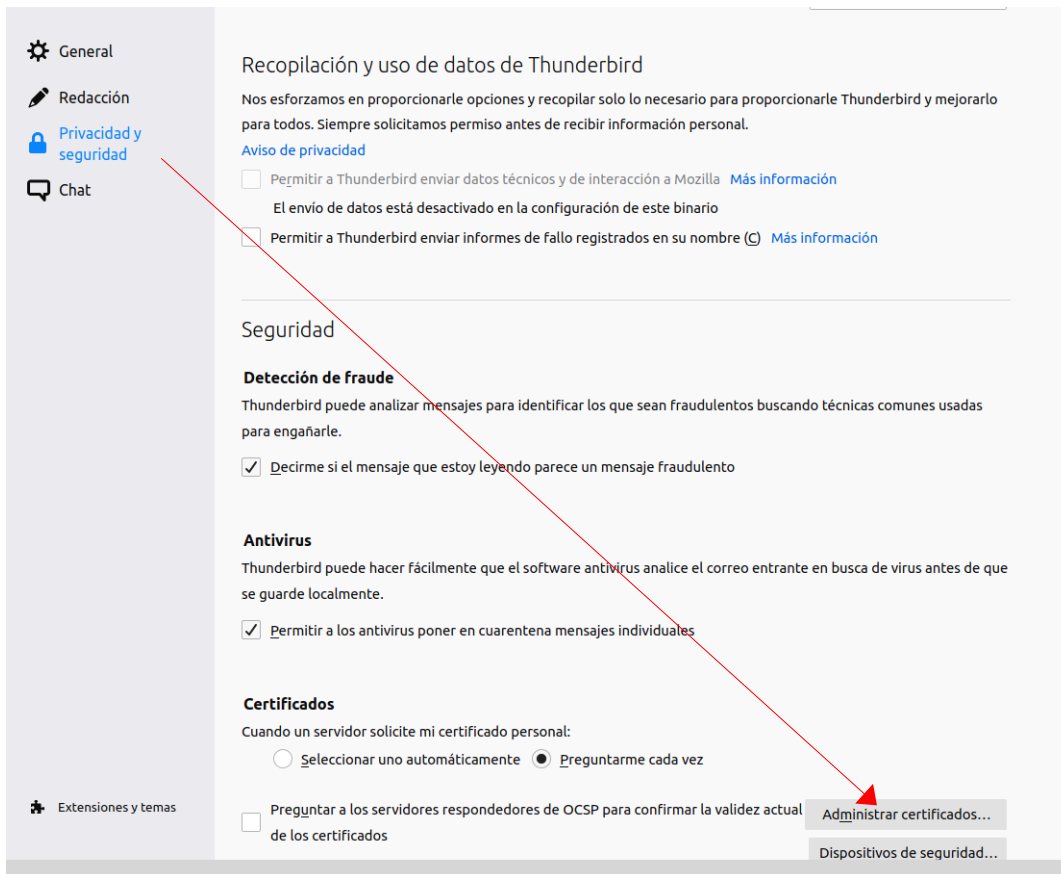 General
Redacción
Privacidad y
seguridad
Chat
Extensiones y temas
Recopilación y uso de datos de Thunderbird
Nos esforzamos en proporcionarle opciones y recopilar solo lo necesario para proporcionarle Thunderbird y mejorarlo
para todos. Siempre solicitamos permiso antes de recibir información personal.
Aviso de privacidad
Permitir a Thunderbird enviar datos técnicos y de interacción a Mozilla Más información
El envío de datos está desactivado en la configuración de este binario
Permitir a Thunderbird enviar informes de fallo registrados en su nombre (C) Más información
Seguridad
Detección de fraude
Thunderbird puede analizar mensajes para identificar los que sean fraudulentos buscando técnicas comunes usadas
para engañarle.
Decirme si el mensaje que estoy leyendo parece un mensaje fraudulento
Antivirus
Thunderbird puede hacer fácilmente que el software antivirus analice el correo entrante en busca de virus antes de que
se guarde localmente.
Permitir a los antivirus poner en cuarentena mensajes individuales
Certificados
Cuando un servidor solicite mi certificado personal:
Seleccionar uno automáticamente Preguntarme cada vez
Preguntar a los servidores respondedores de OCSP para confirmar la validez actual
de los certificados
Administrar certificados...
Dispositivos de seguridad...